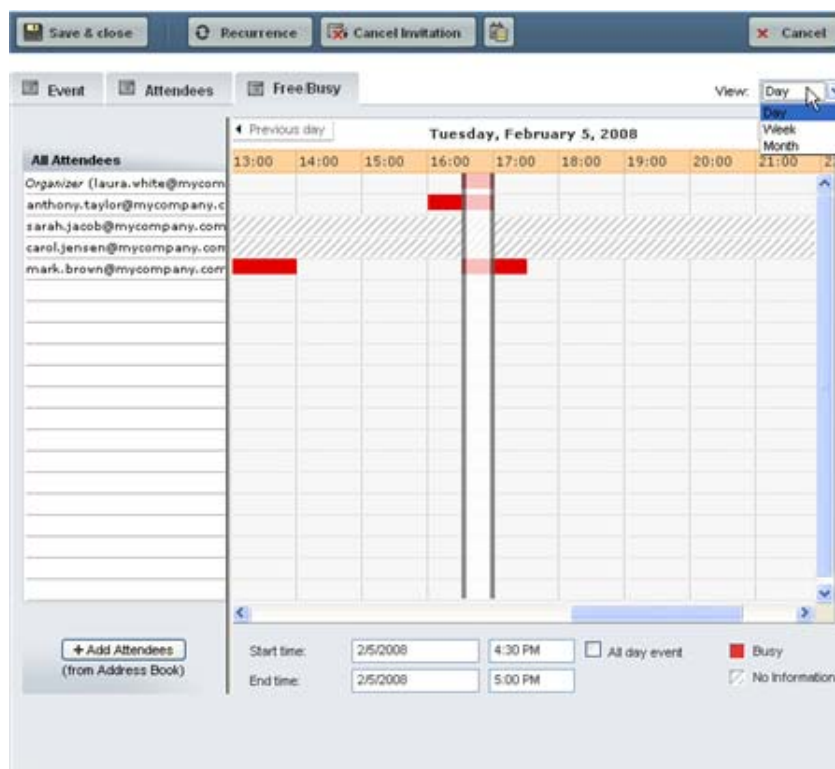 Save & close Recurrence Cancel Invitation Cancel
Event Attendees Free/Busy View: Day
Day
Week
Month
Previous day Tuesday, February 5, 2008
All Attendees 13:00 14:00 15:00 16:00 17:00 18:00 19:00 20:00 21:00
Organizer (laura.white@mycom
anthony.taylor@mycompany.c
sarah.jacob@mycompany.com
carol.jensen@mycompany.com
mark.brown@mycompany.com
+ Add Attendees
(from Address Book)
Start time: 2/5/2008 4:30 PM All day event Busy
End time: 2/5/2008 5:00 PM No Information